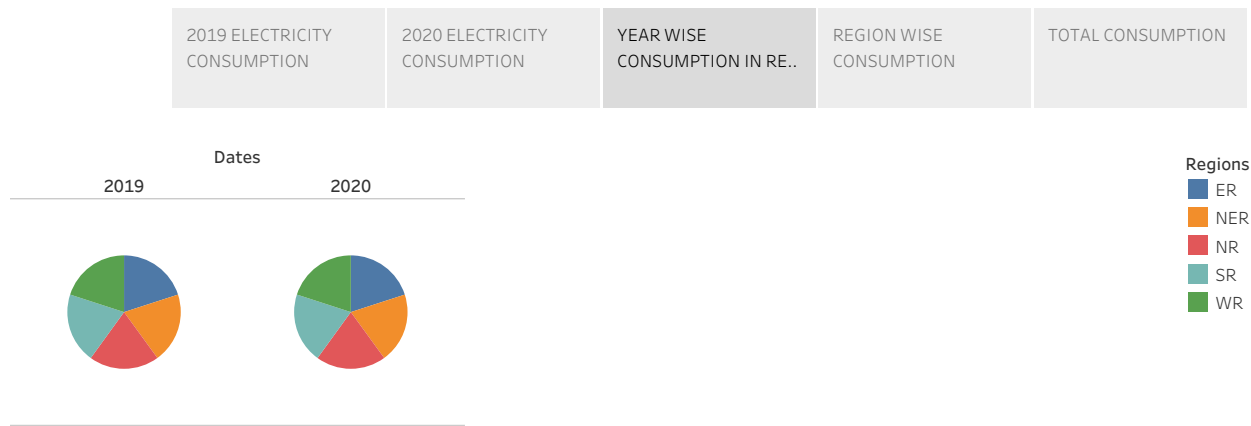 2019 ELECTRICITY
CONSUMPTION
2020 ELECTRICITY
CONSUMPTION
YEAR WISE
CONSUMPTION IN RE..
REGION WISE
CONSUMPTION
TOTAL CONSUMPTION
Dates
2019
2020
Regions
ER
NER
NR
SR
WR